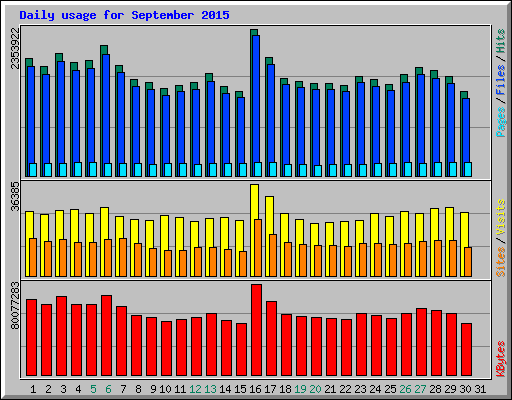 Daily usage for September 2015
2353922
Pages / Files / Hits
36385
Sites / Visits
80077283
KBytes
1 2 3 4 5 6 7 8 9 10 11 12 13 14 15 16 17 18 19 20 21 22 23 24 25 26 27 28 29 30 31